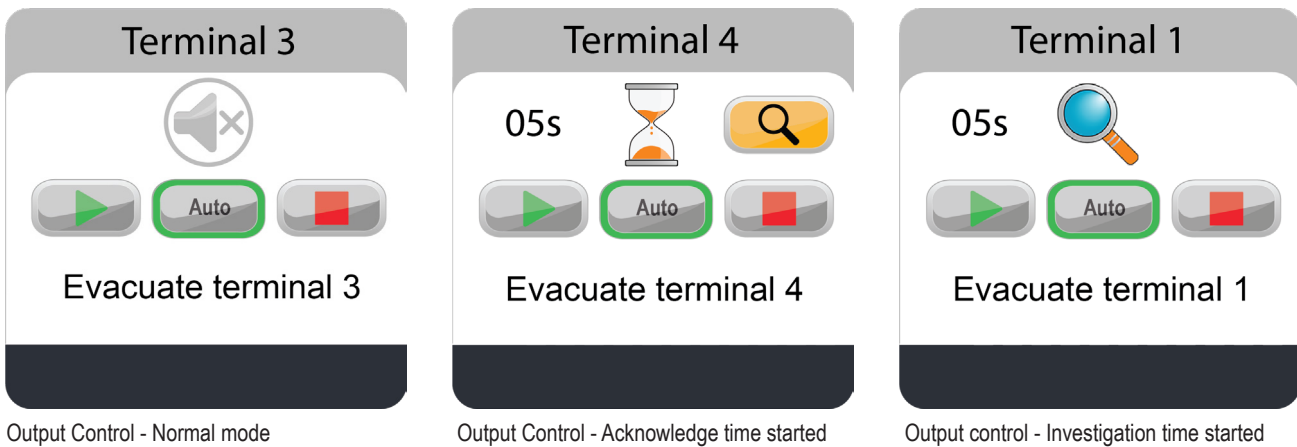 Terminal 3
Auto
Evacuate terminal 3
Output Control - Normal mode
Terminal 4
05s
Auto
Evacuate terminal 4
Output Control - Acknowledge time started
Terminal 1
05s
Auto
Evacuate terminal 1
Output control - Investigation time started